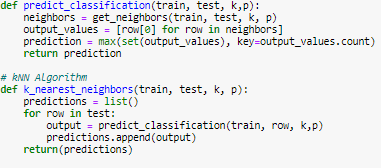 def predict_classification(train, test, k,p):
    neighbors = get_neighbors(train, test, k, p)
    output_values = [row[0] for row in neighbors]
    prediction = max(set(output_values), key=output_values.count)
    return prediction

# kNN Algorithm
def k_nearest_neighbors(train, test, k, p):
    predictions = list()
    for row in test:
        output = predict_classification(train, row, k,p)
        predictions.append(output)
    return(predictions)